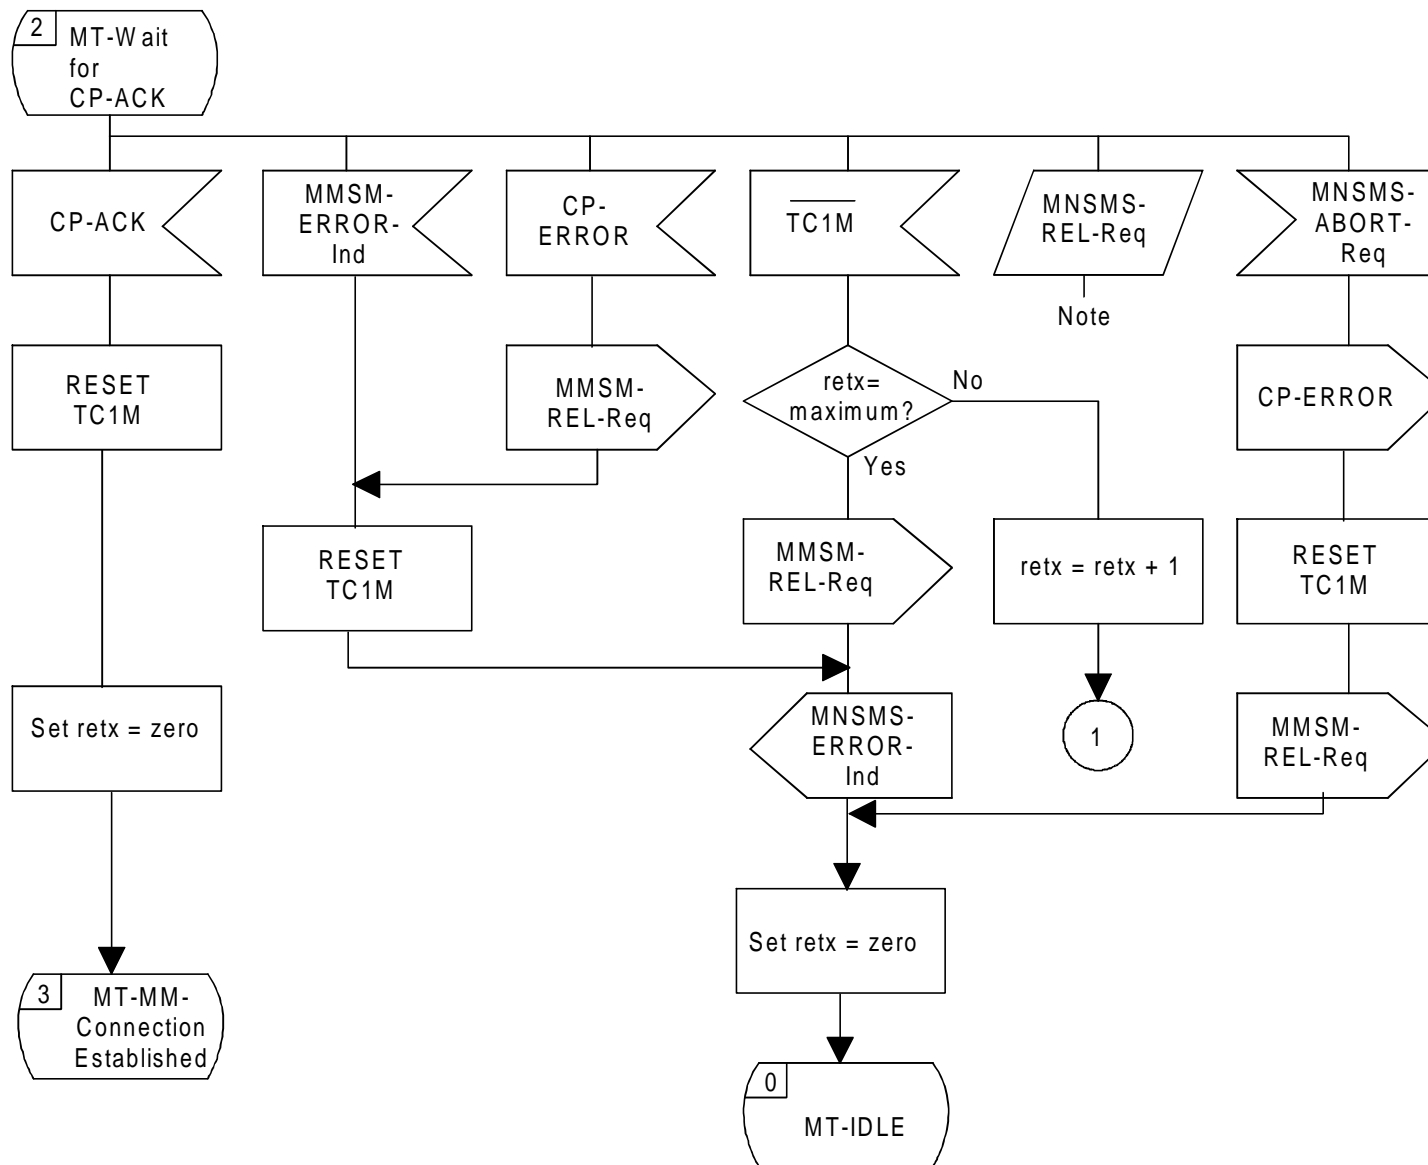 2
MT-Wait
for
CP-ACK
CP-ACK
MMSM-
ERROR-
Ind
CP-
ERROR
TC1M
MNSMS-
REL-Req
Note
MNSMS-
ABORT-
Req
RESET
TC1M
MMSM-
REL-Req
retx=
maximum?
No
Yes
CP-ERROR
RESET
TC1M
MMSM-
REL-Req
retx = retx + 1
RESET
TC1M
Set retx = zero
MNSMS-
ERROR-
Ind
1
MMSM-
REL-Req
Set retx = zero
3
MT-MM-
Connection
Established
0
MT-IDLE